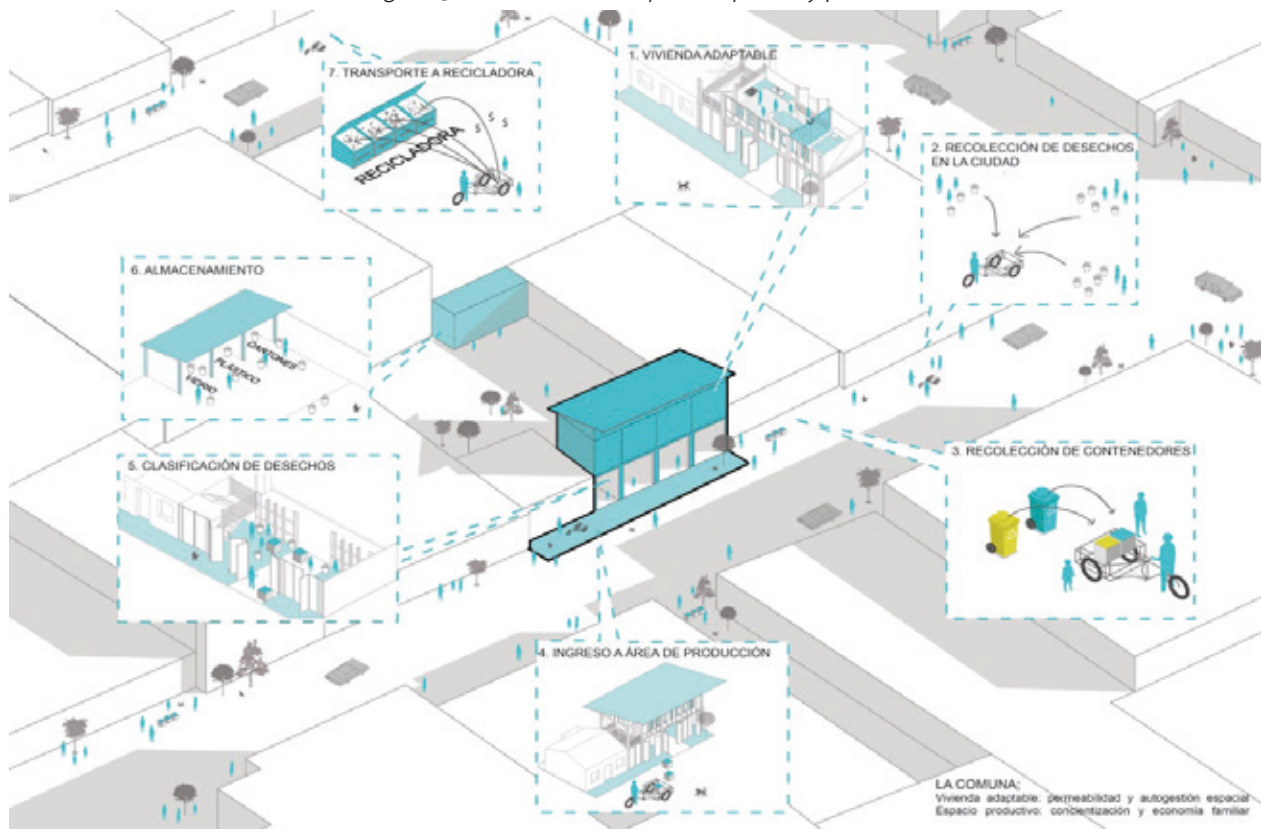 7. TRANSPORTE A RECICLADORA
RECICLADORA
$ $ $
1. VIVIENDA ADAPTABLE
2. RECOLECCIÓN DE DESECHOS
EN LA CIUDAD
6. ALMACENAMIENTO
CARTONES
PLÁSTICO
VIDRIO
5. CLASIFICACIÓN DE DESECHOS
3. RECOLECCIÓN DE CONTENEDORES
4. INGRESO A ÁREA DE PRODUCCIÓN
LA COMUNA;
Vivienda adaptable: permeabilidad y autogestión espacial
Espacio productivo: concientización y economía familiar